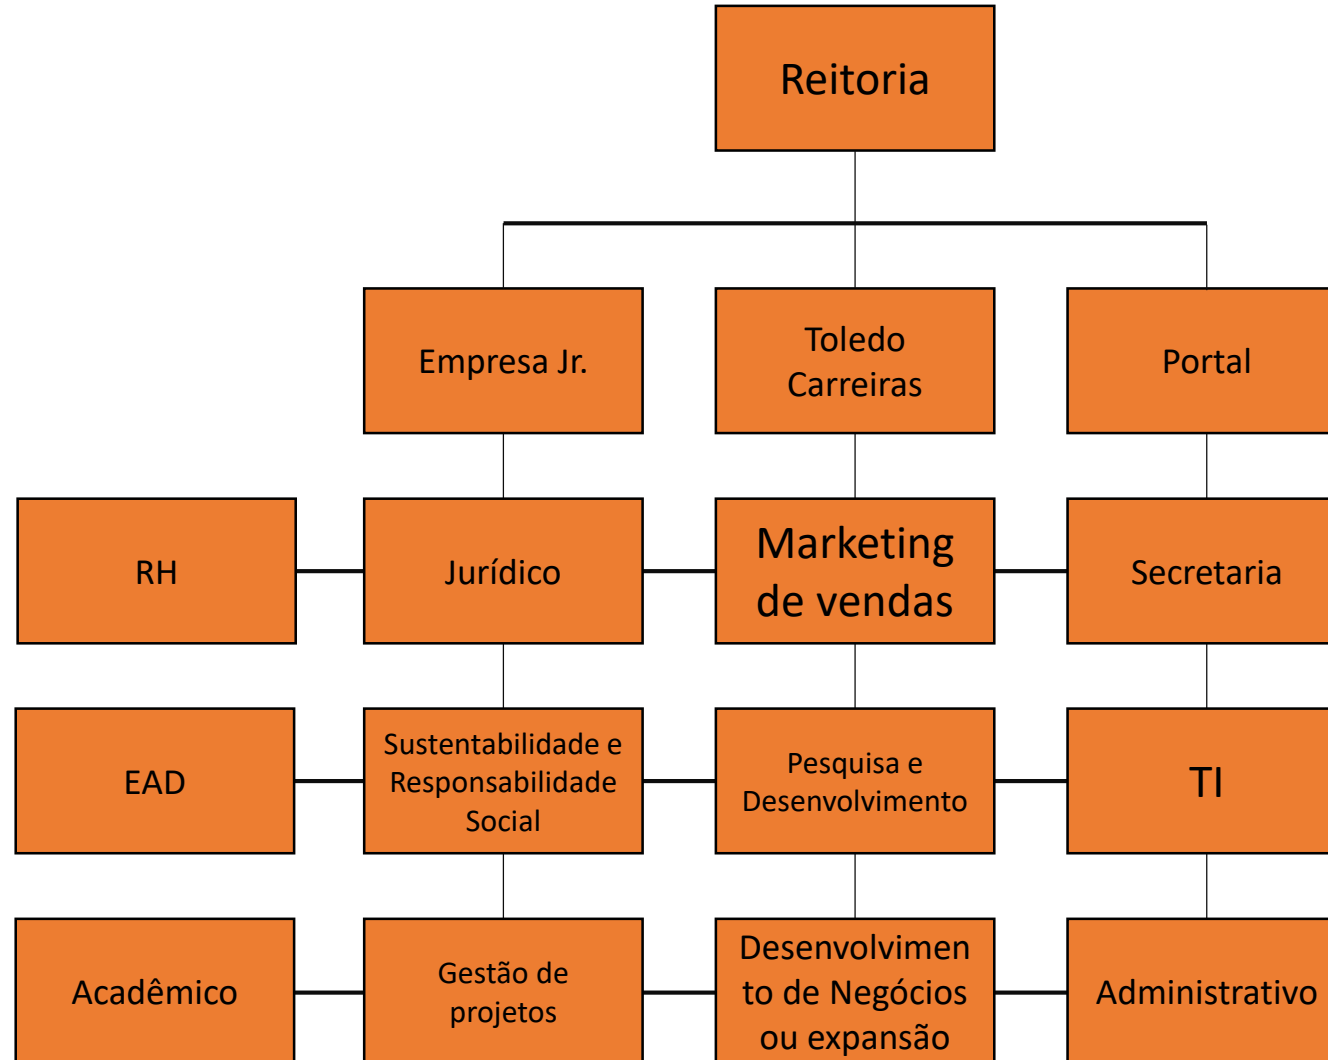 Reitoria
Empresa Jr.
Toledo
Carreiras
Portal
RH
Jurídico
Marketing
de vendas
Secretaria
EAD
Sustentabilidade e
Responsabilidade
Social
Pesquisa e
Desenvolvimento
TI
Acadêmico
Gestão de
projetos
Desenvolvimen
to de Negócios
ou expansão
Administrativo